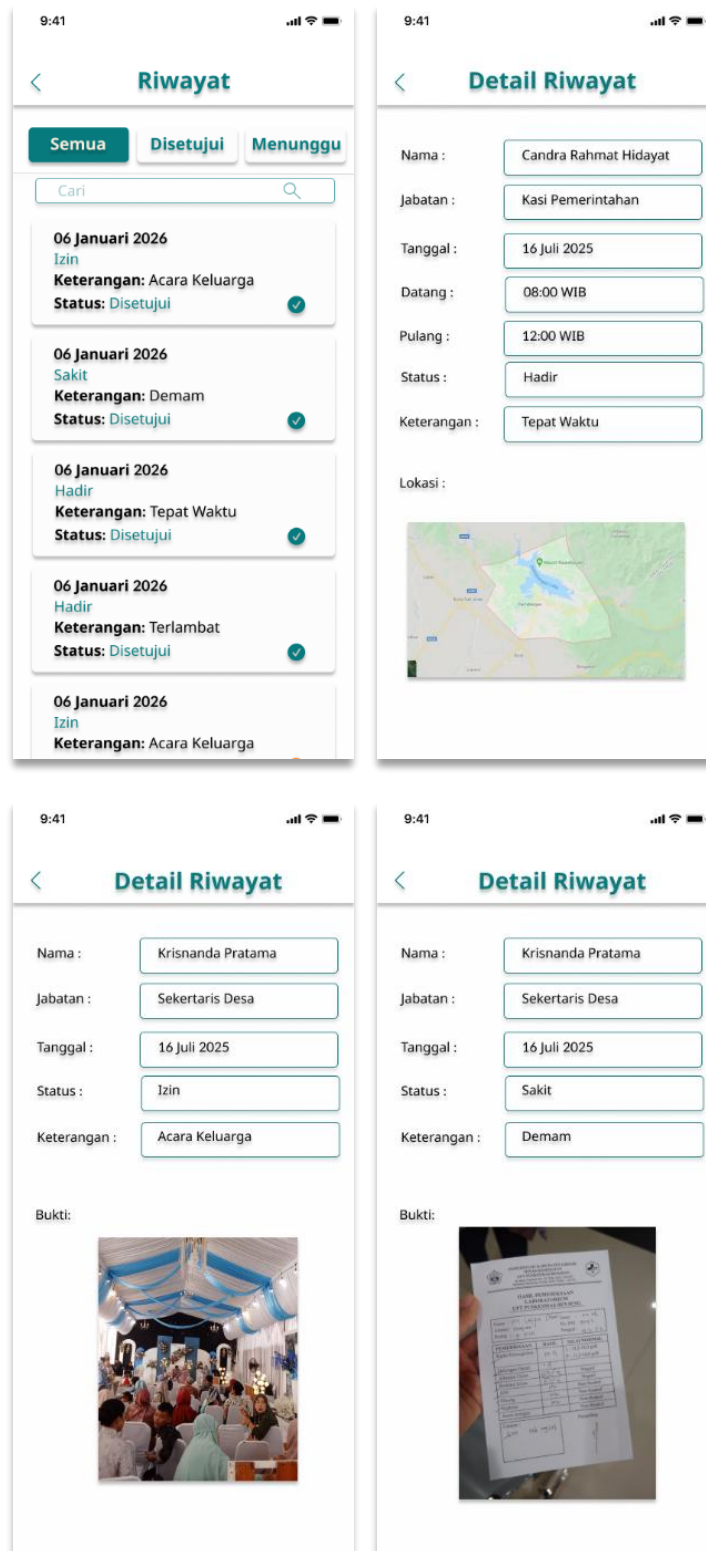 9:41
Riwayat
Semua Disetujui Menunggu
Cari
06 Januari 2026
Izin
Keterangan: Acara Keluarga
Status: Disetujui
06 Januari 2026
Sakit
Keterangan: Demam
Status: Disetujui
06 Januari 2026
Hadir
Keterangan: Tepat Waktu
Status: Disetujui
06 Januari 2026
Hadir
Keterangan: Terlambat
Status: Disetujui
06 Januari 2026
Izin
Keterangan: Acara Keluarga
9:41
Detail Riwayat
Nama : Candra Rahmat Hidayat
Jabatan : Kasi Pemerintahan
Tanggal : 16 Juli 2025
Datang : 08:00 WIB
Pulang : 12:00 WIB
Status : Hadir
Keterangan : Tepat Waktu
Lokasi :
9:41
Detail Riwayat
Nama : Krisnanda Pratama
Jabatan : Sekertaris Desa
Tanggal : 16 Juli 2025
Status : Izin
Keterangan : Acara Keluarga
Bukti:
9:41
Detail Riwayat
Nama : Krisnanda Pratama
Jabatan : Sekertaris Desa
Tanggal : 16 Juli 2025
Status : Sakit
Keterangan : Demam
Bukti:
HASIL PEMERIKSAAN
LABORATORIUM